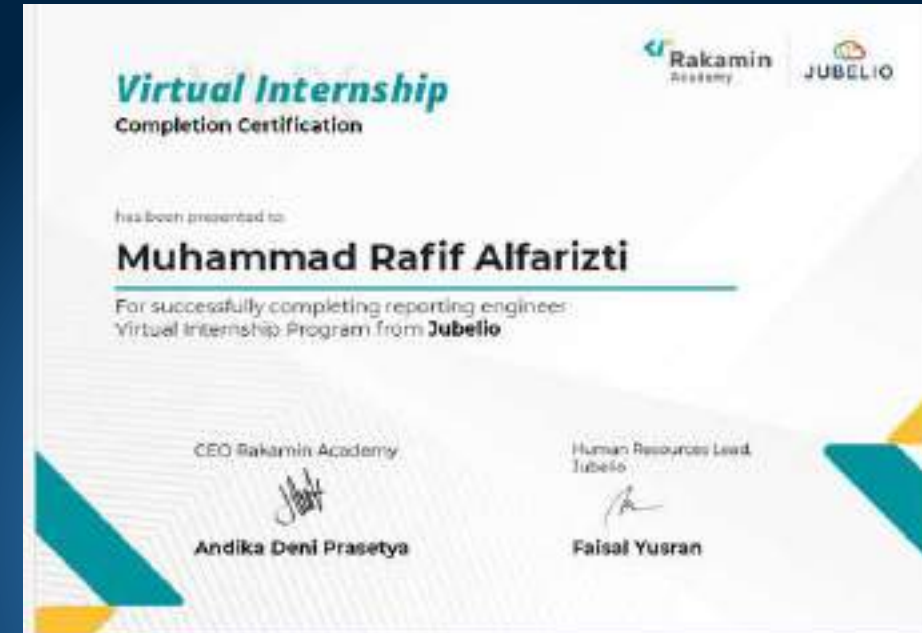 Rakamin
Academy
JUBELIO
Virtual Internship
Completion Certification
has been presented to
Muhammad Rafif Alfarizti
For successfully completing reporting engineer
Virtual Internship Program from Jubelio
CEO Rakamin Academy
Andika Deni Prasetya
Human Resources Lead,
Jubelio
Faisal Yusran